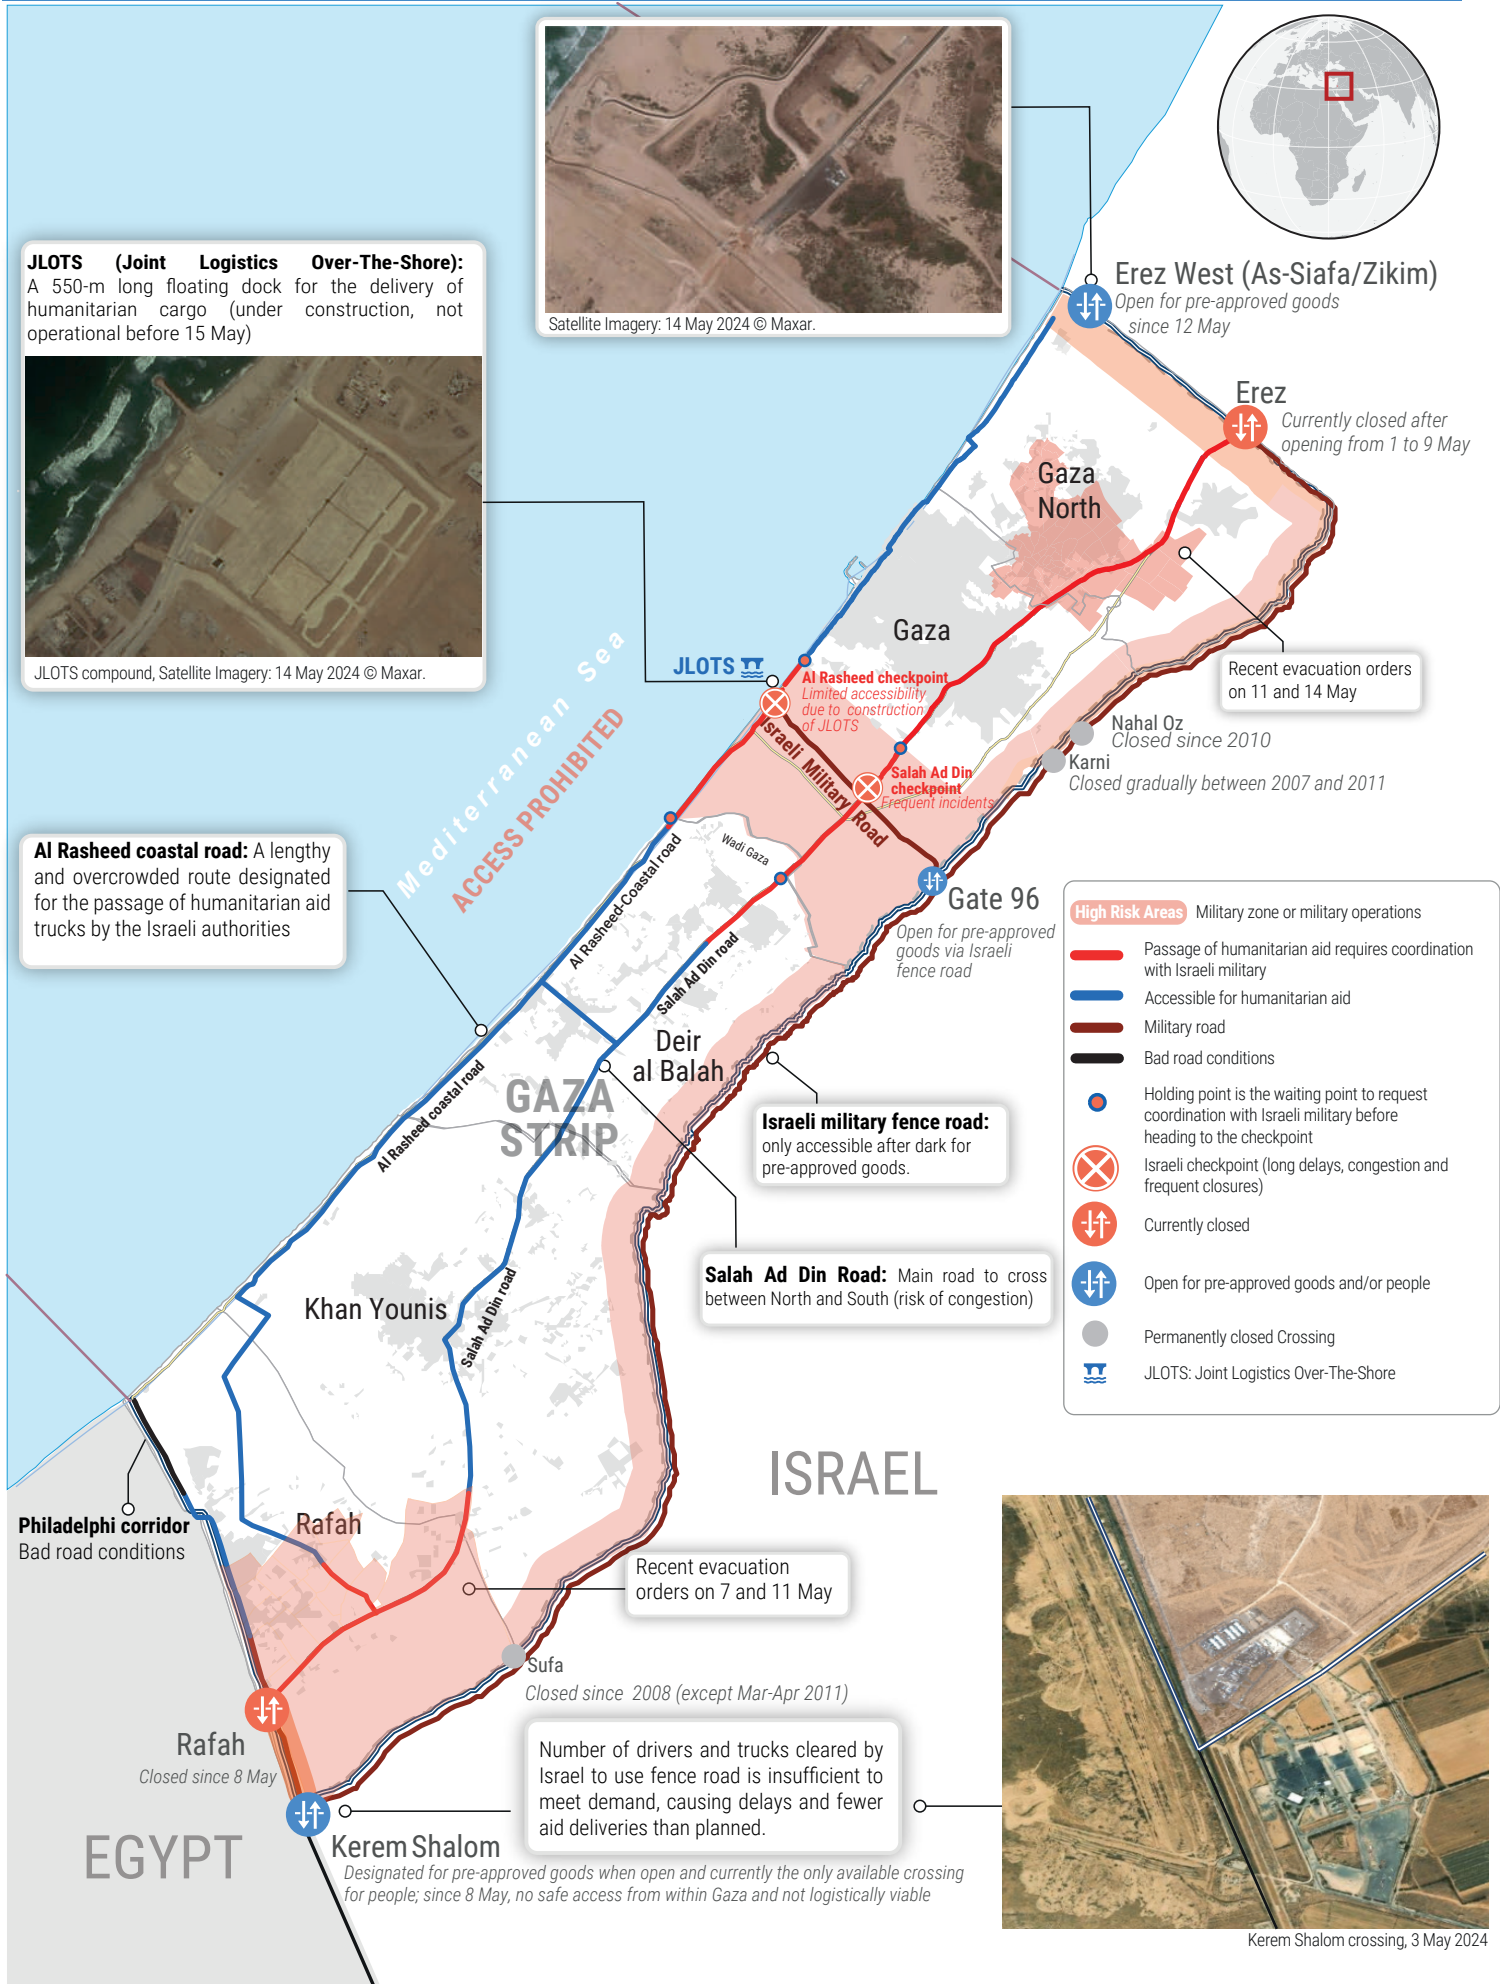 Satellite Imagery: 14 May 2024 © Maxar.
JLOTS (Joint Logistics Over-The-Shore):
A 550-m long floating dock for the delivery of
humanitarian cargo (under construction, not
operational before 15 May)
JLOTS compound, Satellite Imagery: 14 May 2024 © Maxar.
Erez West (As-Siafa/Zikim)
Open for pre-approved goods
since 12 May
Erez
Currently closed after
opening from 1 to 9 May
Gaza
North
Gaza
Recent evacuation orders
on 11 and 14 May
Mediterranean Sea
ACCESS PROHIBITED
JLOTS
Al Rasheed checkpoint
Limited accessibility
due to construction
of JLOTS
Israeli Military Road
Salah Ad Din
checkpoint
Frequent incidents
Nahal Oz
Closed since 2010
Karni
Closed gradually between 2007 and 2011
Wadi Gaza
Al Rasheed coastal road: A lengthy
and overcrowded route designated
for the passage of humanitarian aid
trucks by the Israeli authorities
Al Rasheed-Coastal road
Salah Ad Din road
Gate 96
Open for pre-approved
goods via Israeli
fence road
High Risk Areas Military zone or military operations
Passage of humanitarian aid requires coordination
with Israeli military
Accessible for humanitarian aid
Military road
Bad road conditions
Holding point is the waiting point to request
coordination with Israeli military before
heading to the checkpoint
Israeli checkpoint (long delays, congestion and
frequent closures)
Currently closed
Open for pre-approved goods and/or people
Permanently closed Crossing
JLOTS: Joint Logistics Over-The-Shore
Deir
al Balah
GAZA
STRIP
Al Rasheed coastal road
Israeli military fence road:
only accessible after dark for
pre-approved goods.
Salah Ad Din Road: Main road to cross
between North and South (risk of congestion)
Khan Younis
Salah Ad Din road
ISRAEL
Philadelphi corridor
Bad road conditions
Rafah
Recent evacuation
orders on 7 and 11 May
Sufa
Closed since 2008 (except Mar-Apr 2011)
Rafah
Closed since 8 May
Number of drivers and trucks cleared by
Israel to use fence road is insufficient to
meet demand, causing delays and fewer
aid deliveries than planned.
EGYPT
Kerem Shalom
Designated for pre-approved goods when open and currently the only available crossing
for people; since 8 May, no safe access from within Gaza and not logistically viable
Kerem Shalom crossing, 3 May 2024